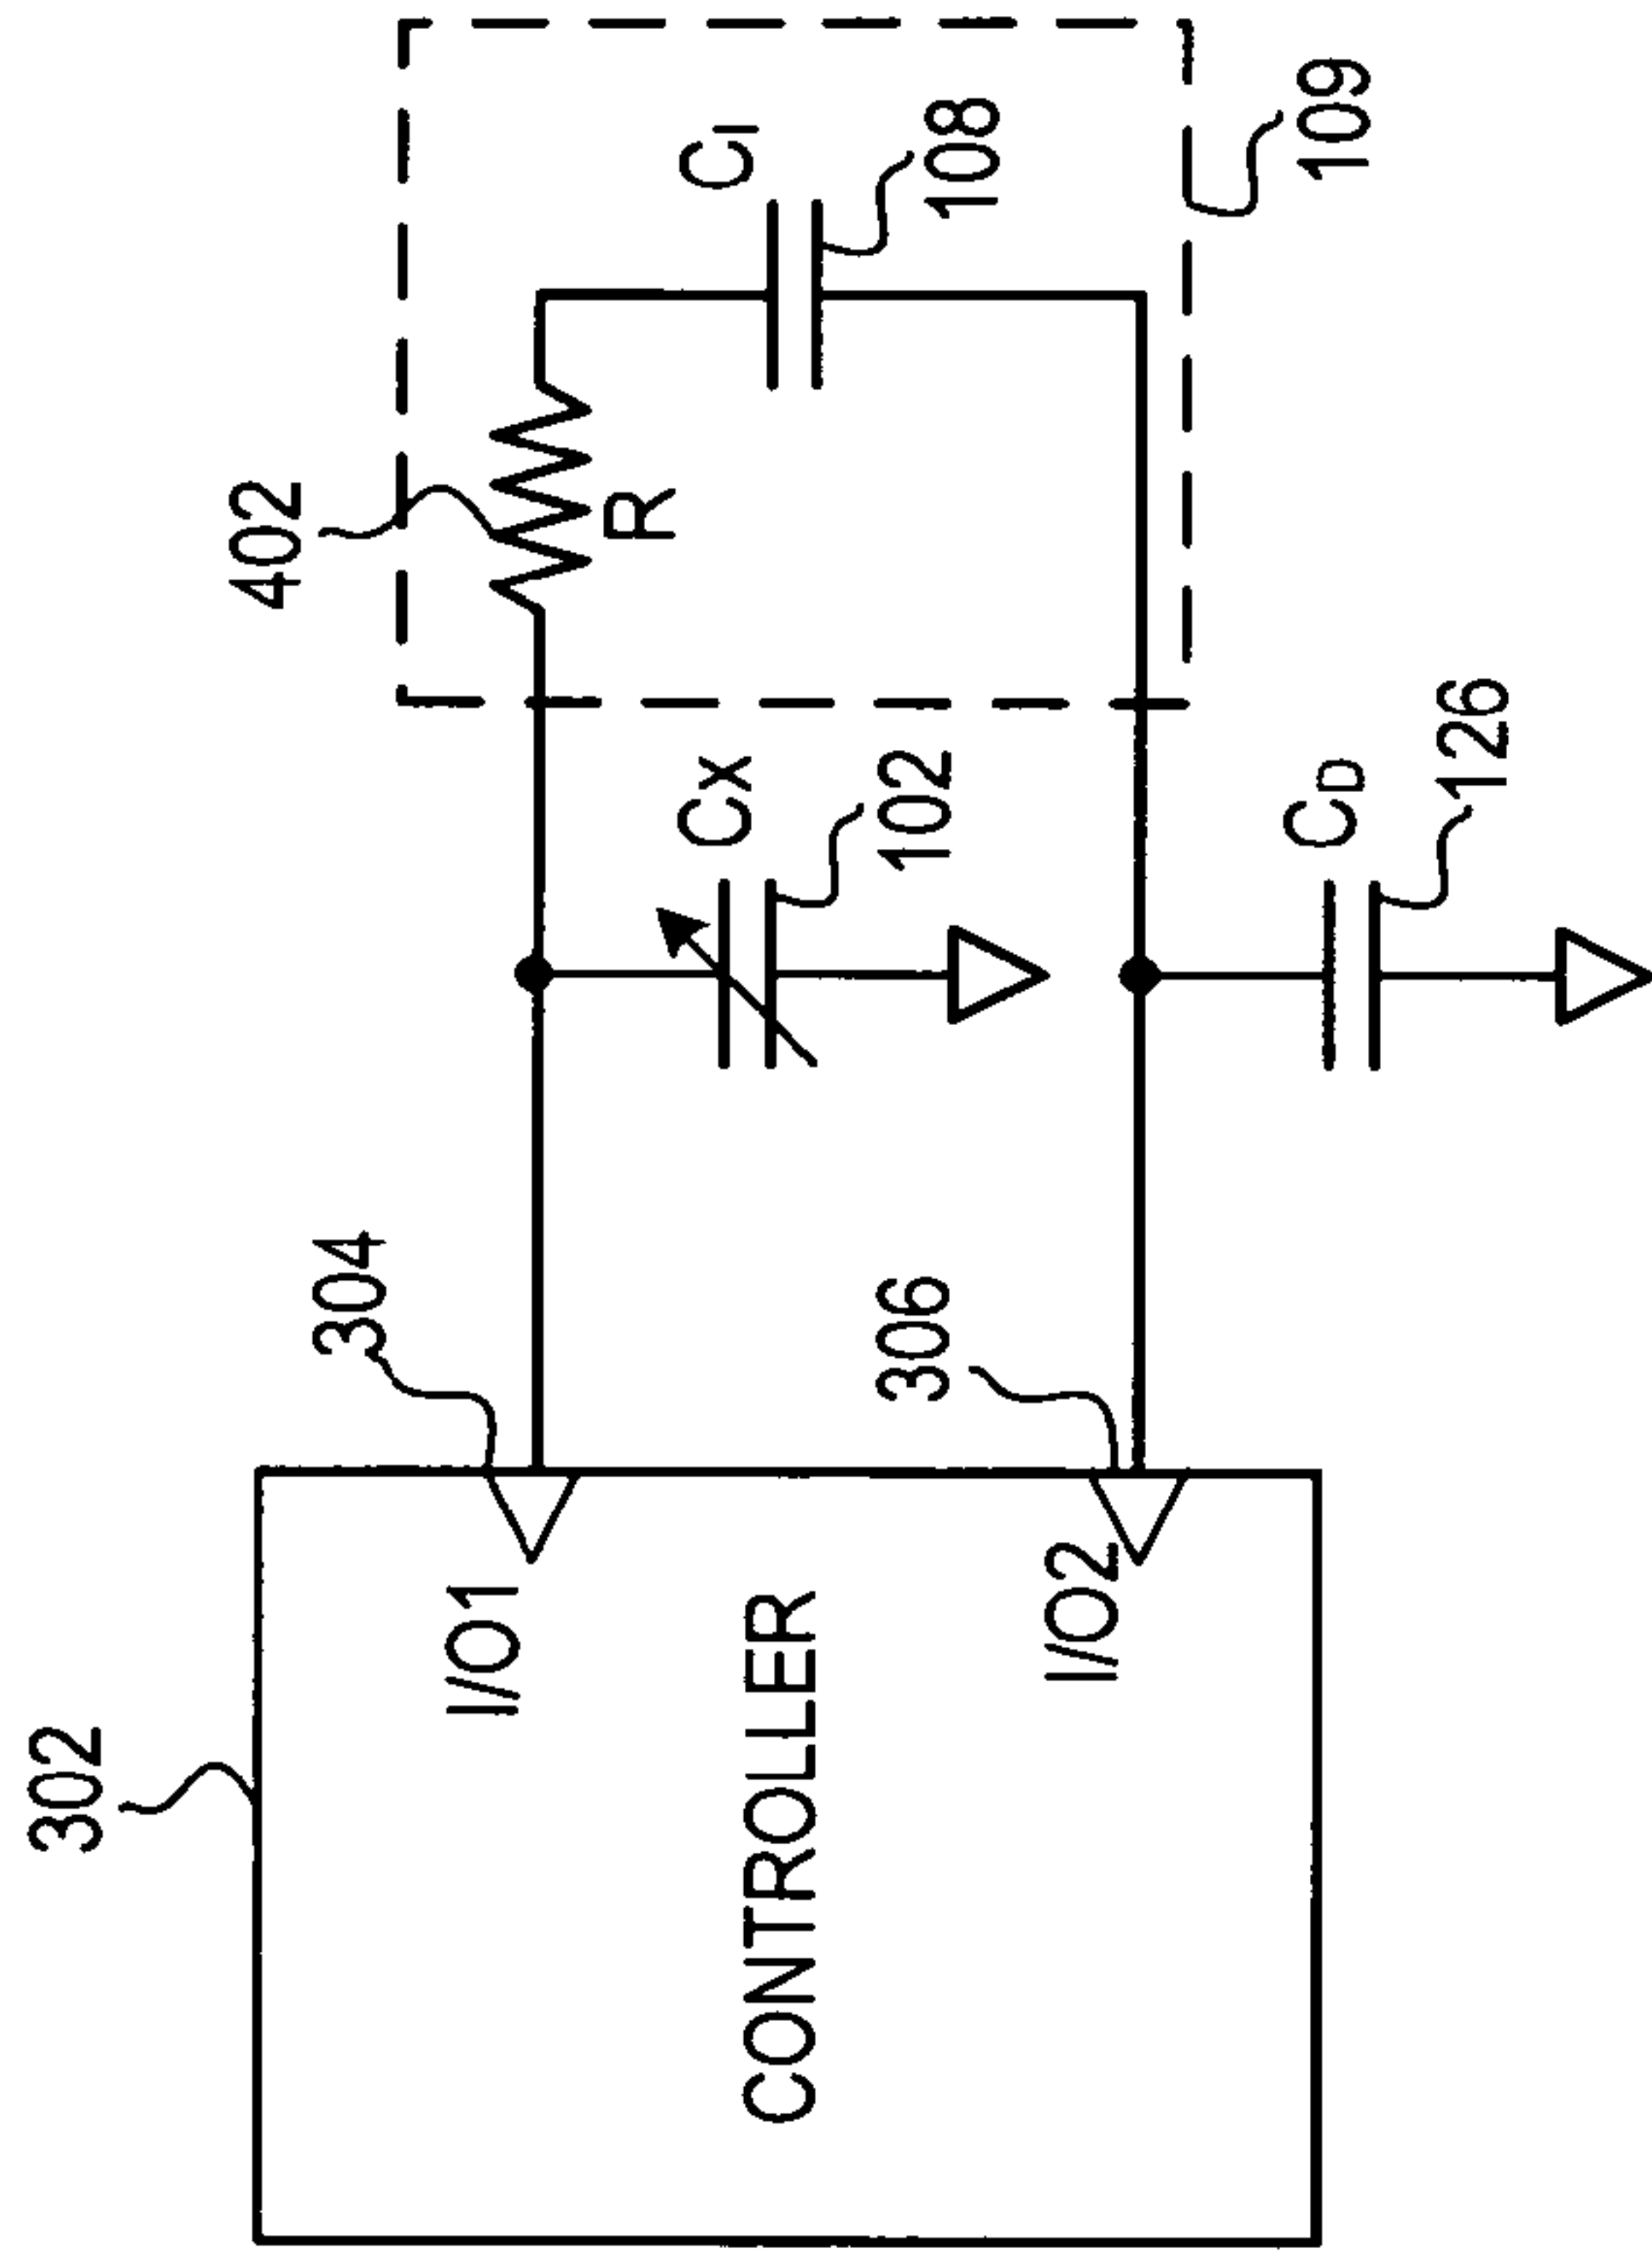 302
CONTROLLER
I/O1
304
I/O2
306
402
R
CX
102
CI
108
109
CD
126